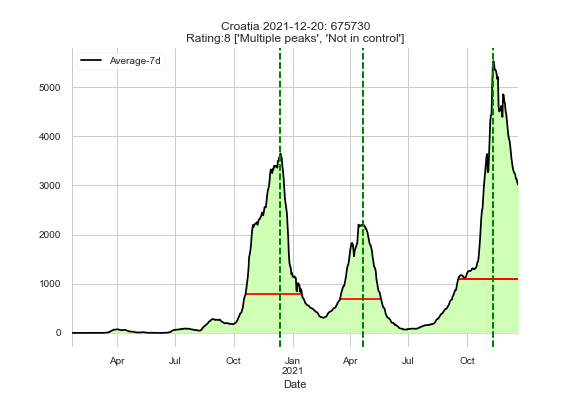 Croatia 2021-12-20: 675730
Rating:8 ['Multiple peaks', 'Not in control']
Average-7d
5000
4000
3000
2000
1000
0
Apr Jul Oct Jan Apr Jul Oct
2021
Date